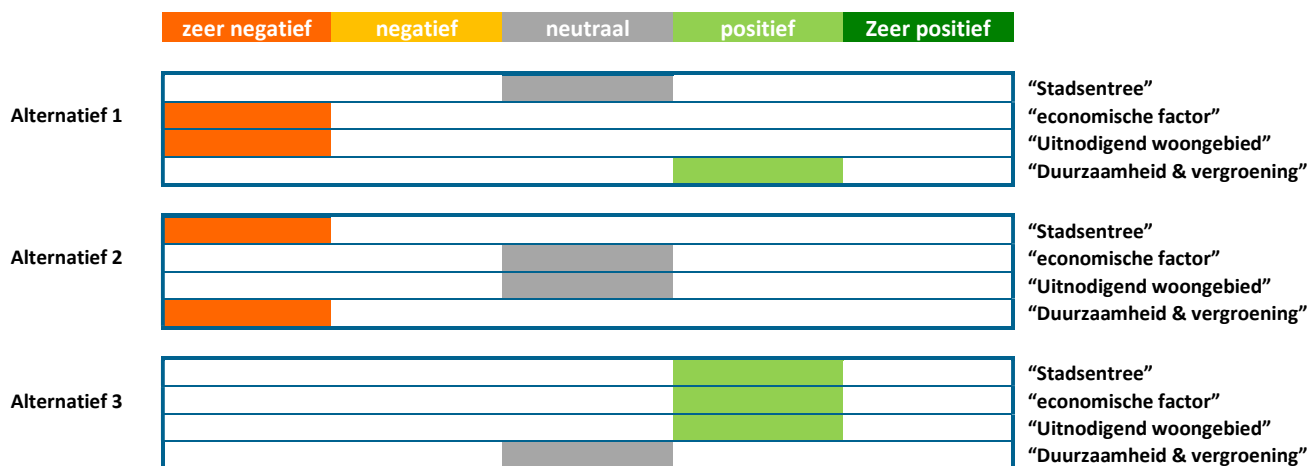 zeer negatief negatief neutraal positief Zeer positief
“Stadsentree”
Alternatief 1 “economische factor”
“Uitnodigend woongebied”
“Duurzaamheid & vergroening”
“Stadsentree”
Alternatief 2 “economische factor”
“Uitnodigend woongebied”
“Duurzaamheid & vergroening”
“Stadsentree”
Alternatief 3 “economische factor”
“Uitnodigend woongebied”
“Duurzaamheid & vergroening”